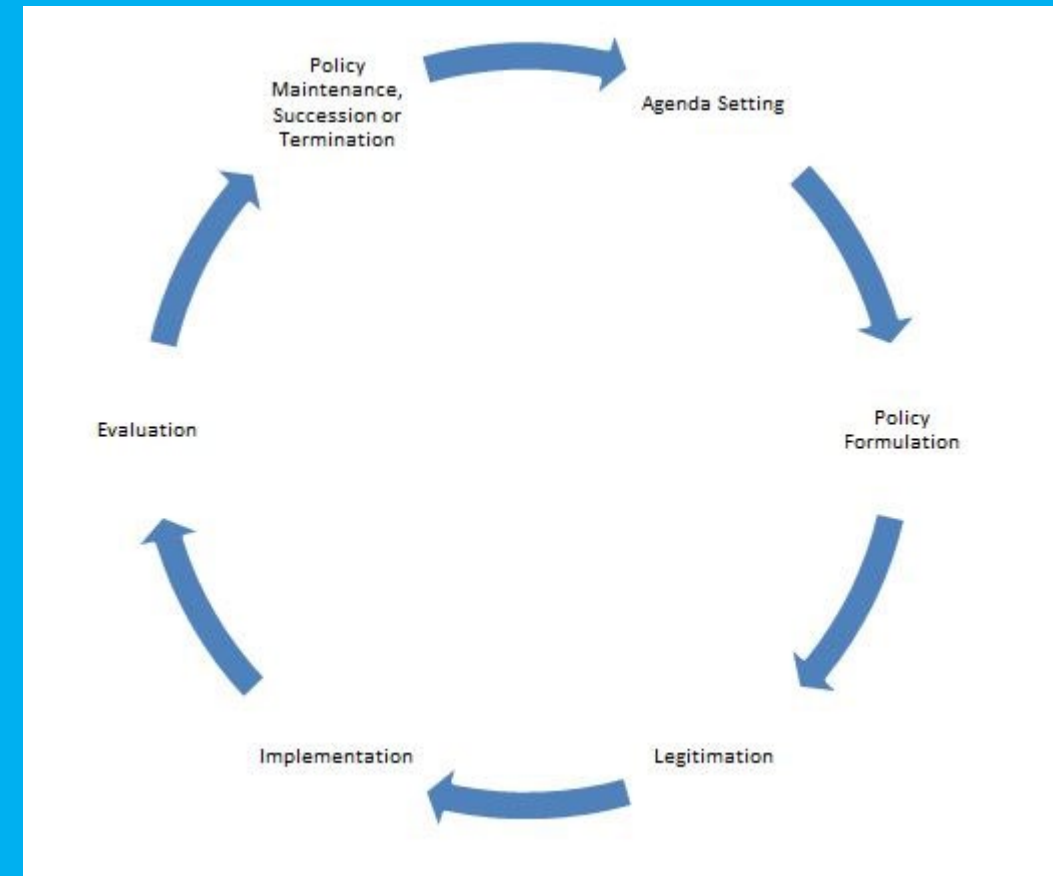 Policy
Maintenance,
Succession or
Termination
Agenda Setting
Policy
Formulation
Legitimation
Implementation
Evaluation